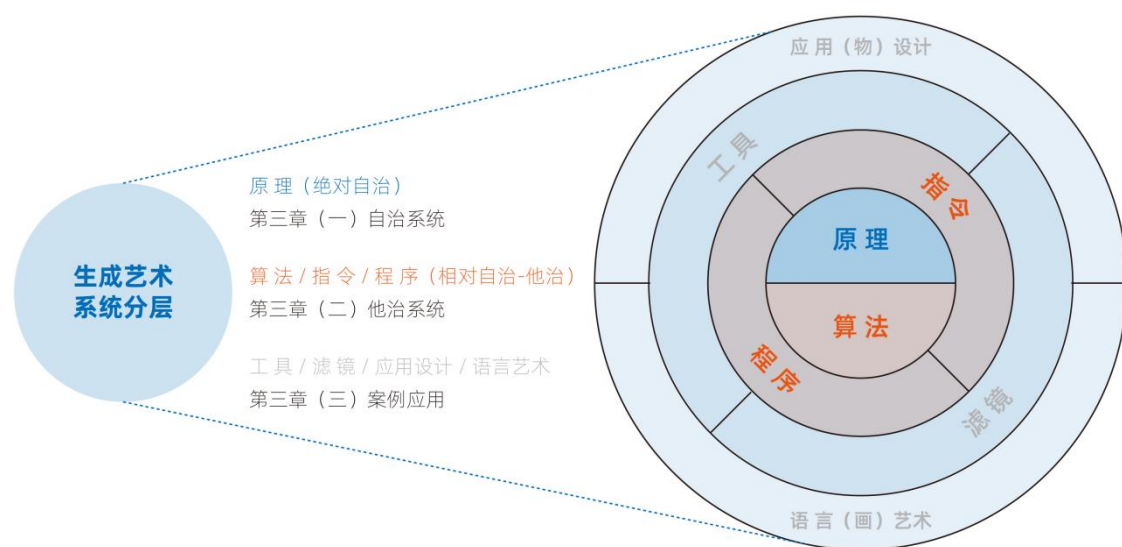 生成艺术
系统分层
原理（绝对自治）
第三章（一）自治系统
算法/指令/程序（相对自治-他治）
第三章（二）他治系统
工具/滤镜/应用设计/语言艺术
第三章（三）案例应用
应用（物）设计
工具
指令
原理
算法
程序
滤镜
语言（画）艺术